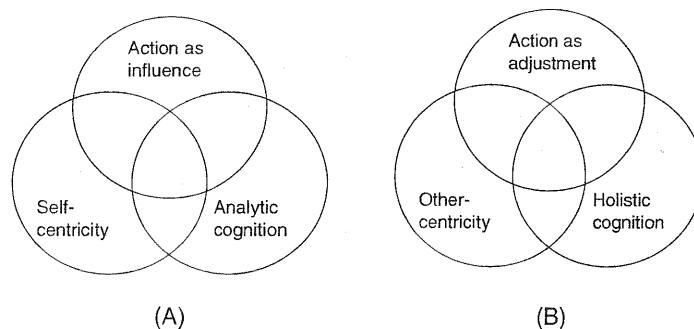 Action as
influence
Self-
centricity
Analytic
cognition
(A)
Action as
adjustment
Other-
centricity
Holistic
cognition
(B)